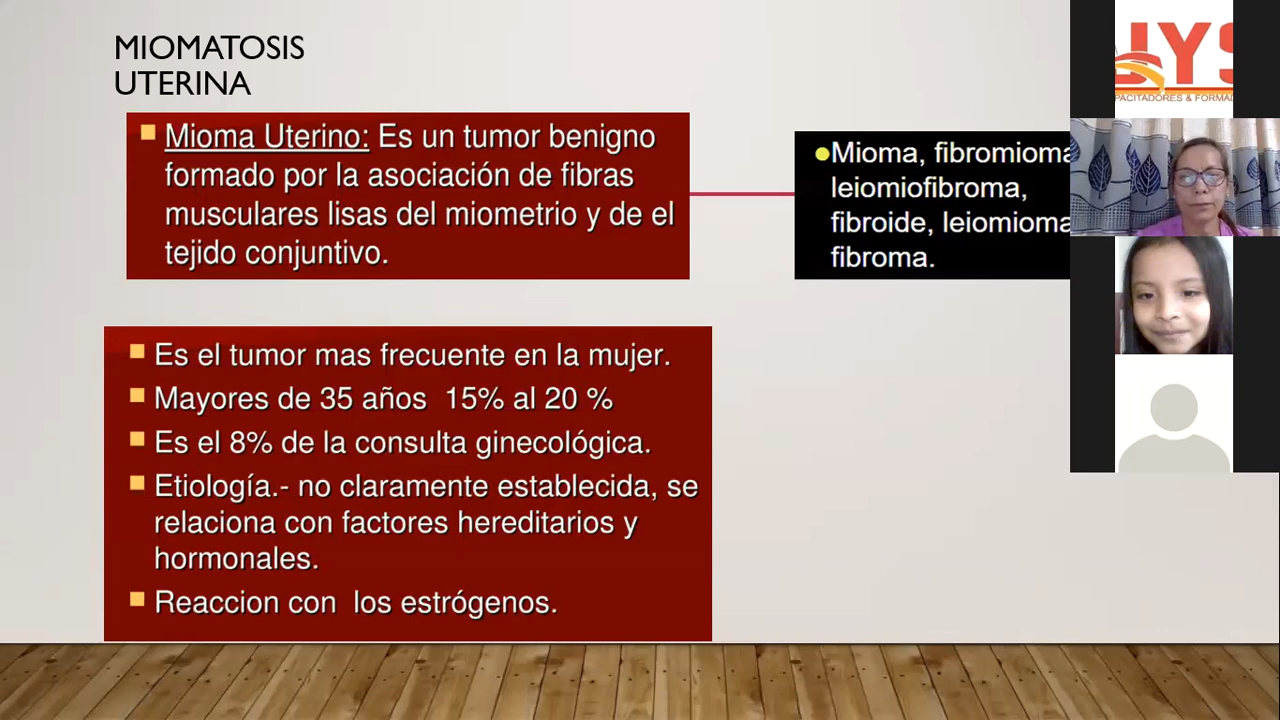 MIOMATOSIS
UTERINA
Mioma Uterino: Es un tumor benigno
formado por la asociación de fibras
musculares lisas del miometrio y de el
tejido conjuntivo.
Mioma, fibromioma
leiomiofibroma,
fibroide, leiomioma
fibroma.
Es el tumor mas frecuente en la mujer.
Mayores de 35 años 15% al 20 %
Es el 8% de la consulta ginecológica.
Etiología.- no claramente establecida, se
relaciona con factores hereditarios y
hormonales.
Reaccion con los estrógenos.